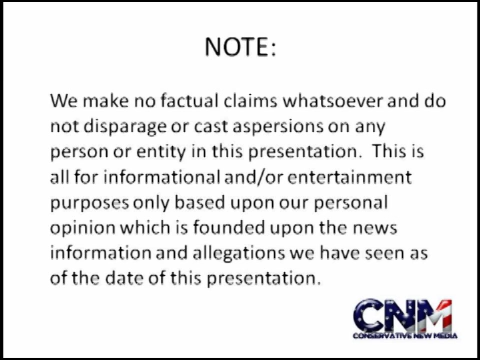 NOTE:
We make no factual claims whatsoever and do
not disparage or cast aspersions on any
person or entity in this presentation.  This is
all for informational and/or entertainment
purposes only based upon our personal
opinion which is founded upon the news
information and allegations we have seen as
of the date of this presentation.
CNM
CONSERVATIVE NEW MEDIA